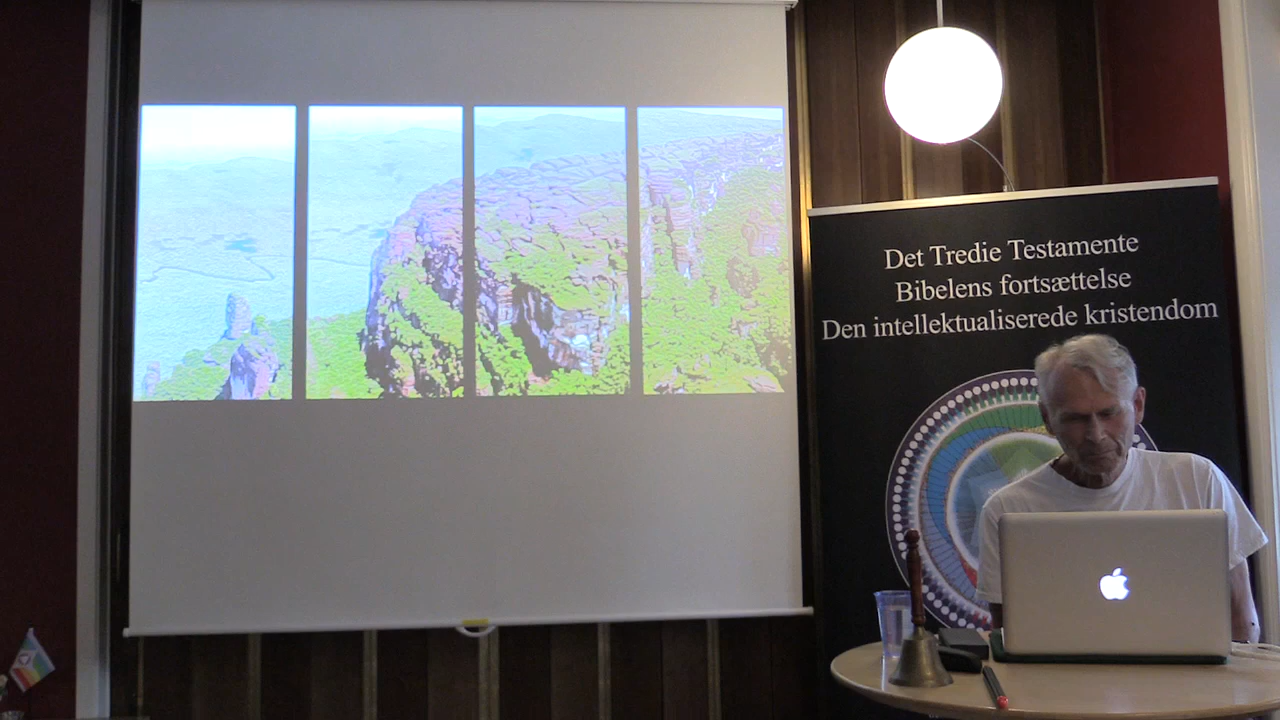 Det Tredie Testamente
Bibelens fortsættelse
Den intellektualiserede kristendom